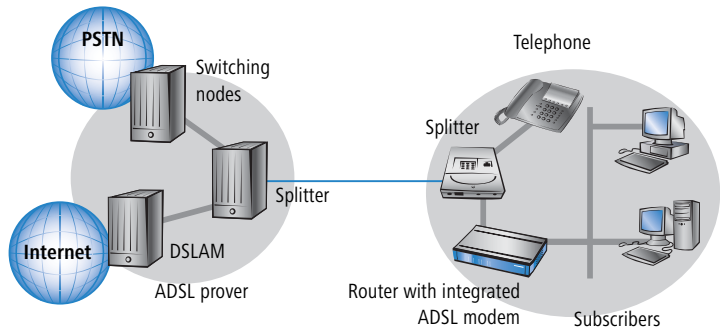 PSTN
Switching
nodes
Splitter
Internet
DSLAM
ADSL prover
Telephone
Splitter
Router with integrated
ADSL modem
Subscribers